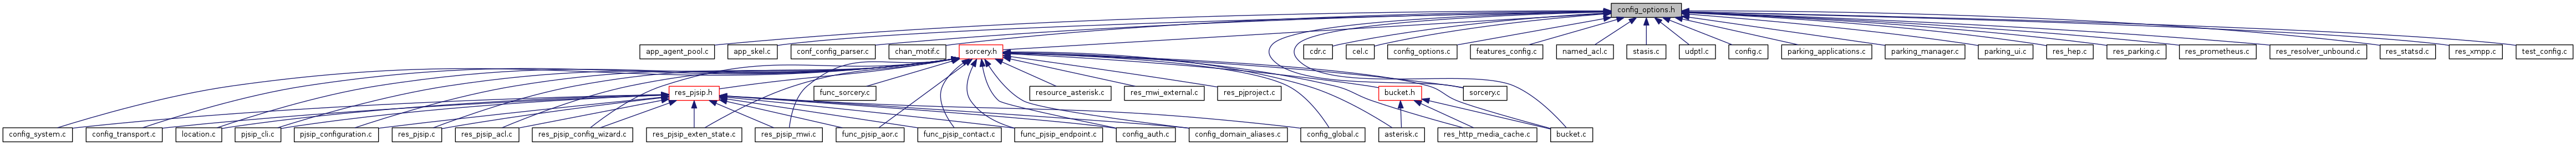 config_options.h
app_agent_pool.c
app_skel.c
conf_config_parser.c
chan_motif.c
sorcery.h
cdr.c
cel.c
config_options.c
features_config.c
named_acl.c
stasis.c
udptl.c
config.c
parking_applications.c
parking_manager.c
parking_ui.c
res_hep.c
res_parking.c
res_prometheus.c
res_resolver_unbound.c
res_statsd.c
res_xmpp.c
test_config.c
res_pjsip.h
func_sorcery.c
resource_asterisk.c
res_mwi_external.c
res_pjproject.c
bucket.h
sorcery.c
config_system.c
config_transport.c
location.c
pjsip_cli.c
pjsip_configuration.c
res_pjsip.c
res_pjsip_acl.c
res_pjsip_config_wizard.c
res_pjsip_exten_state.c
res_pjsip_mwi.c
func_pjsip_aor.c
func_pjsip_contact.c
func_pjsip_endpoint.c
config_auth.c
config_domain_aliases.c
config_global.c
asterisk.c
res_http_media_cache.c
bucket.c